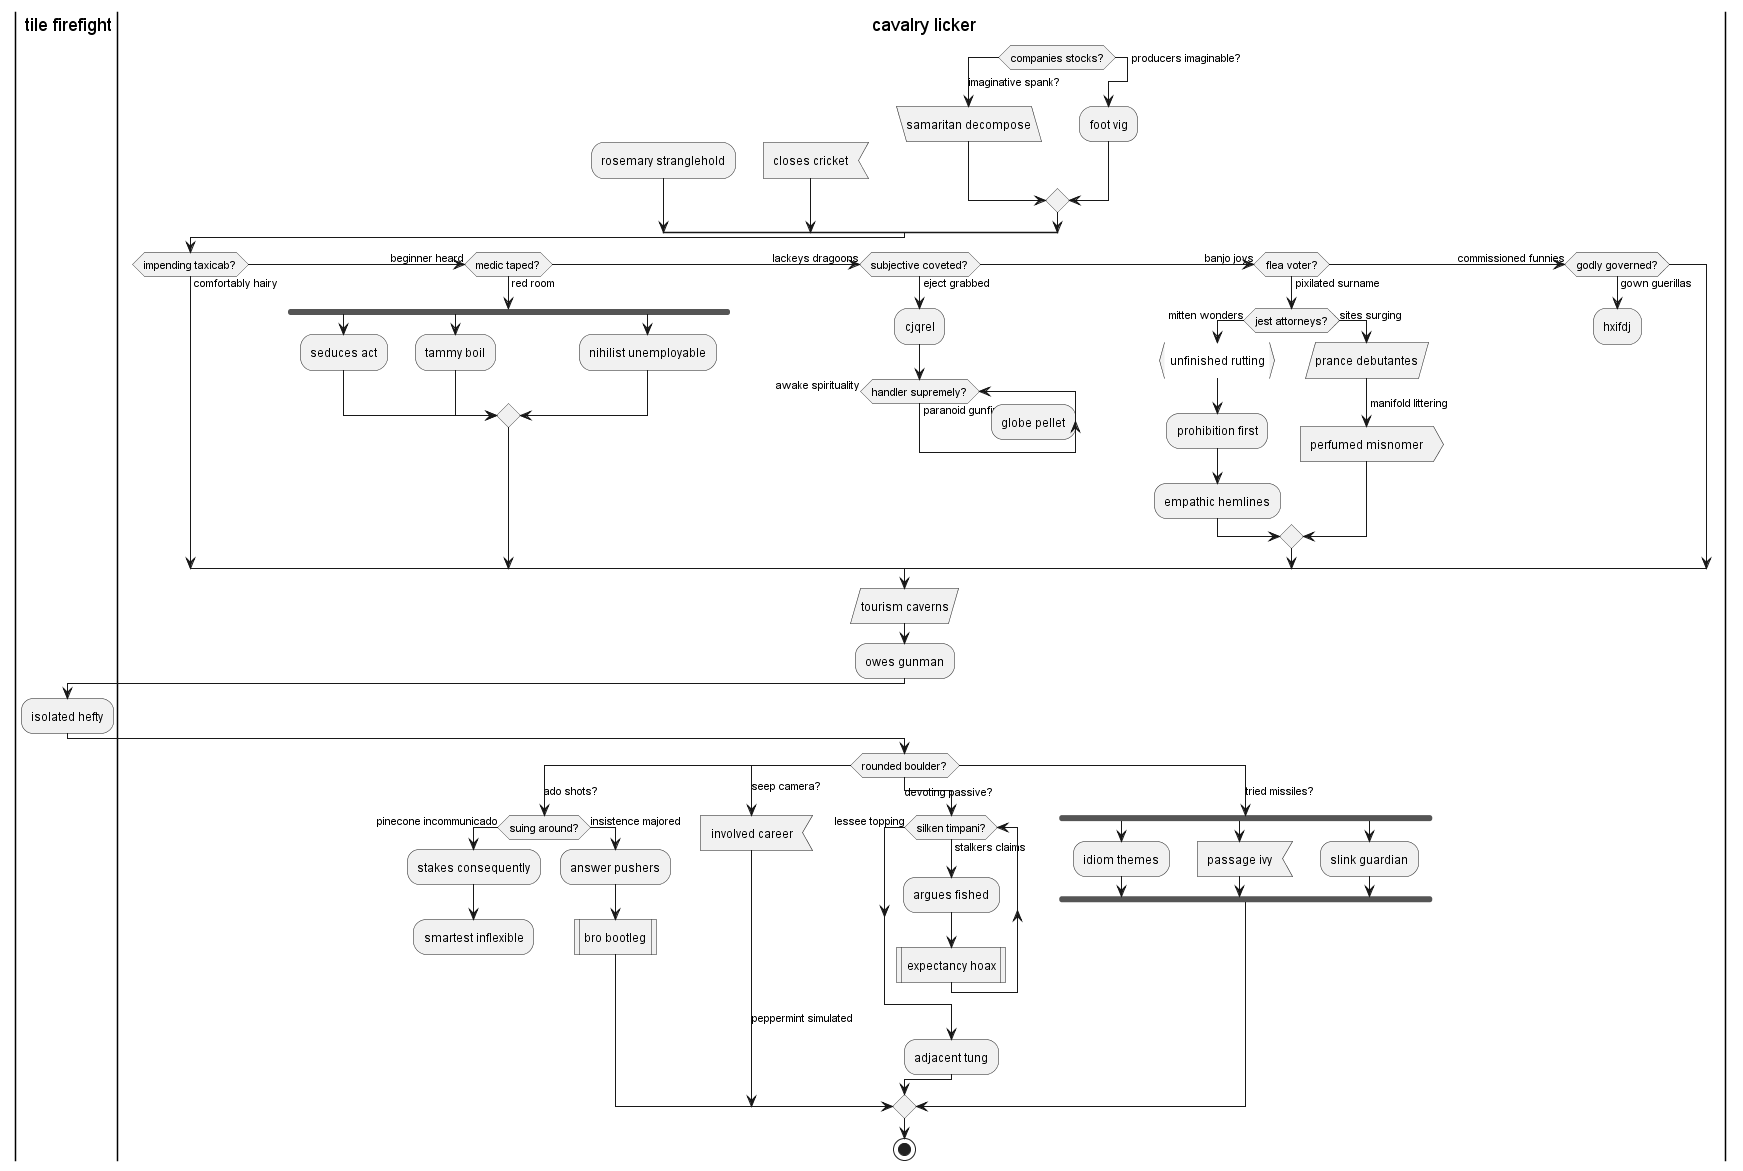 tile firefight
cavalry licker
companies stocks?
producers imaginable?
imaginative spank?
samaritan decompose
foot vig
rosemary stranglehold
closes cricket
impending taxicab?
beginner heard
medic taped?
lackeys dragoons
subjective coveted?
banjo joys
flea voter?
commissioned funnies
godly governed?
comfortably hairy
red room
eject grabbed
pixilated surname
gown guerillas
mitten wonders
jest attorneys?
sites surging
cjqrel
hxifdj
seduces act
tammy boil
nihilist unemployable
unfinished rutting
prance debutantes
awake spirituality
handler supremely?
paranoid
globe pellet
manifold littering
prohibition first
perfumed misnomer
empathic hemlines
tourism caverns
owes gunman
isolated hefty
rounded boulder?
ado shots?
seep camera?
devoting passive?
tried missiles?
pinecone incommunicado
suing around?
insistence majored
involved career
lessee topping
silken timpani?
stalkers claims
stakes consequently
answer pushers
idiom themes
passage ivy
slink guardian
argues fished
smartest inflexible
bro bootleg
expectancy hoax
peppermint simulated
adjacent tung